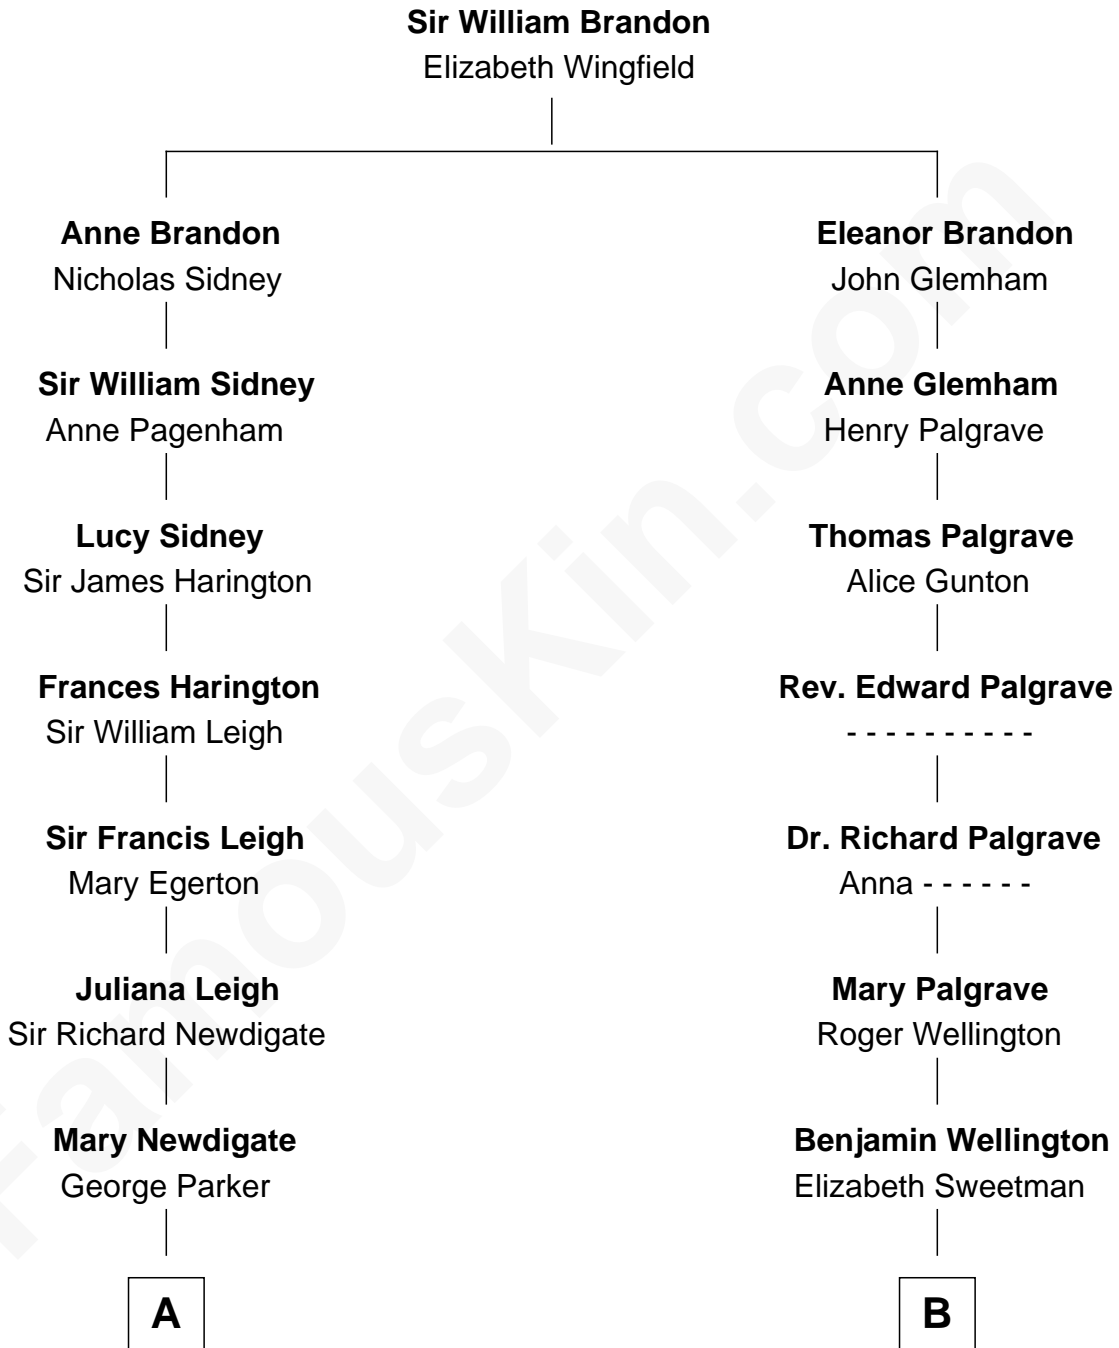 Sir William Brandon
Elizabeth Wingfield
Anne Brandon
Nicholas Sidney
Eleanor Brandon
John Glemham
Sir William Sidney
Anne Pagenham
Anne Glemham
Henry Palgrave
Lucy Sidney
Sir James Harington
Thomas Palgrave
Alice Gunton
Frances Harington
Sir William Leigh
Rev. Edward Palgrave
- - - - - - - - - -
Sir Francis Leigh
Mary Egerton
Dr. Richard Palgrave
Anna - - - - - -
Juliana Leigh
Sir Richard Newdigate
Mary Palgrave
Roger Wellington
Mary Newdigate
George Parker
Benjamin Wellington
Elizabeth Sweetman
A
B
FamousKin.com